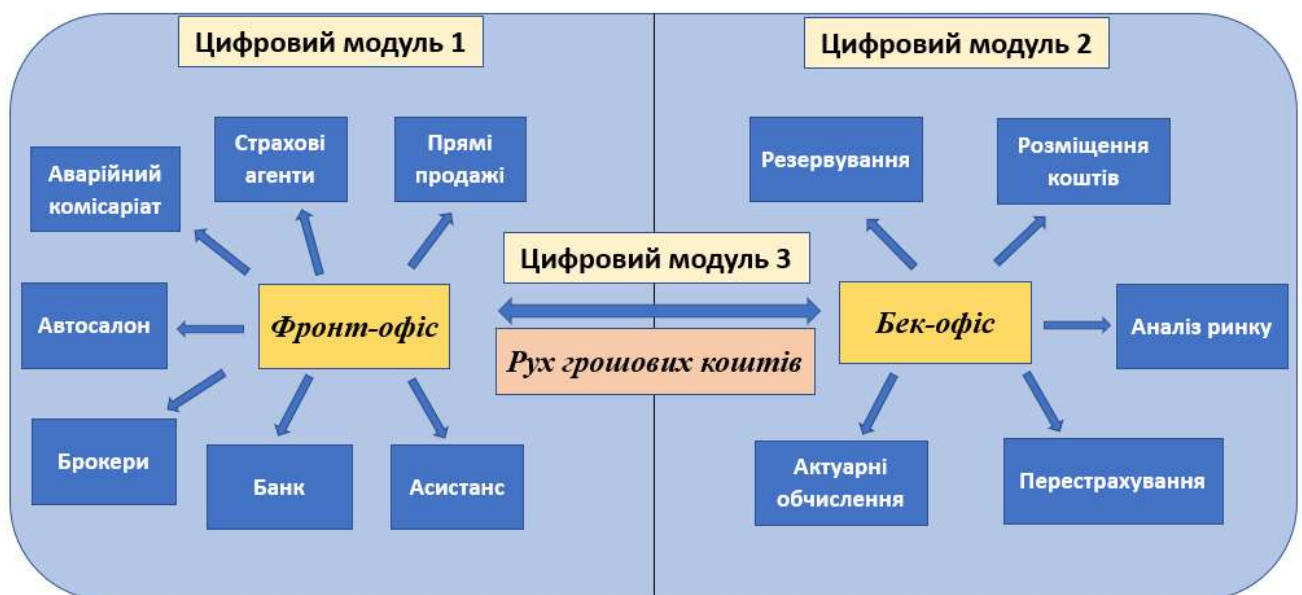 Цифровий модуль 1
Цифровий модуль 2
Страхові
агенти
Прямі
продажі
Аварійний
комісаріат
Автосалон
Фронт-офіс
Брокери
Банк
Асистанс
Цифровий модуль 3
Рух грошових коштів
Резервування
Розміщення
коштів
Бек-офіс
Аналіз ринку
Актуарні
обчислення
Перестрахування